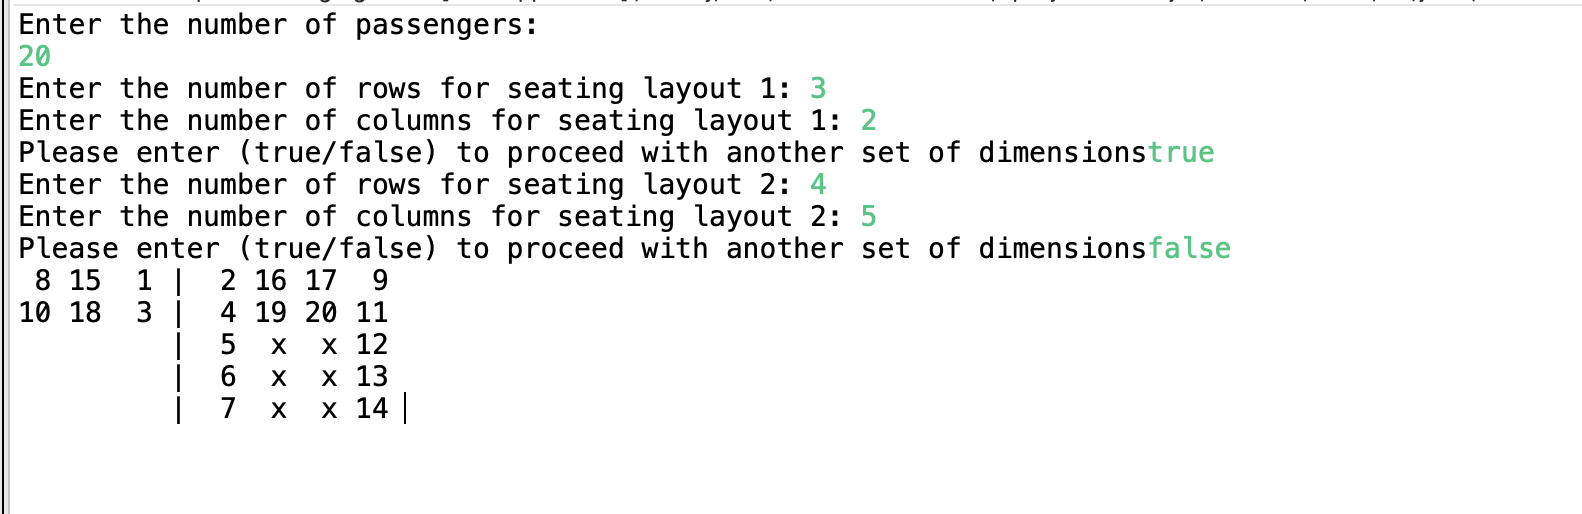 Enter the number of passengers:
20
Enter the number of rows for seating layout 1: 3
Enter the number of columns for seating layout 1: 2
Please enter (true/false) to proceed with another set of dimensionstrue
Enter the number of rows for seating layout 2: 4
Enter the number of columns for seating layout 2: 5
Please enter (true/false) to proceed with another set of dimensionsfalse
 8 15  1 |  2 16 17  9
10 18  3 |  4 19 20 11
         |  5  x  x 12
         |  6  x  x 13
         |  7  x  x 14